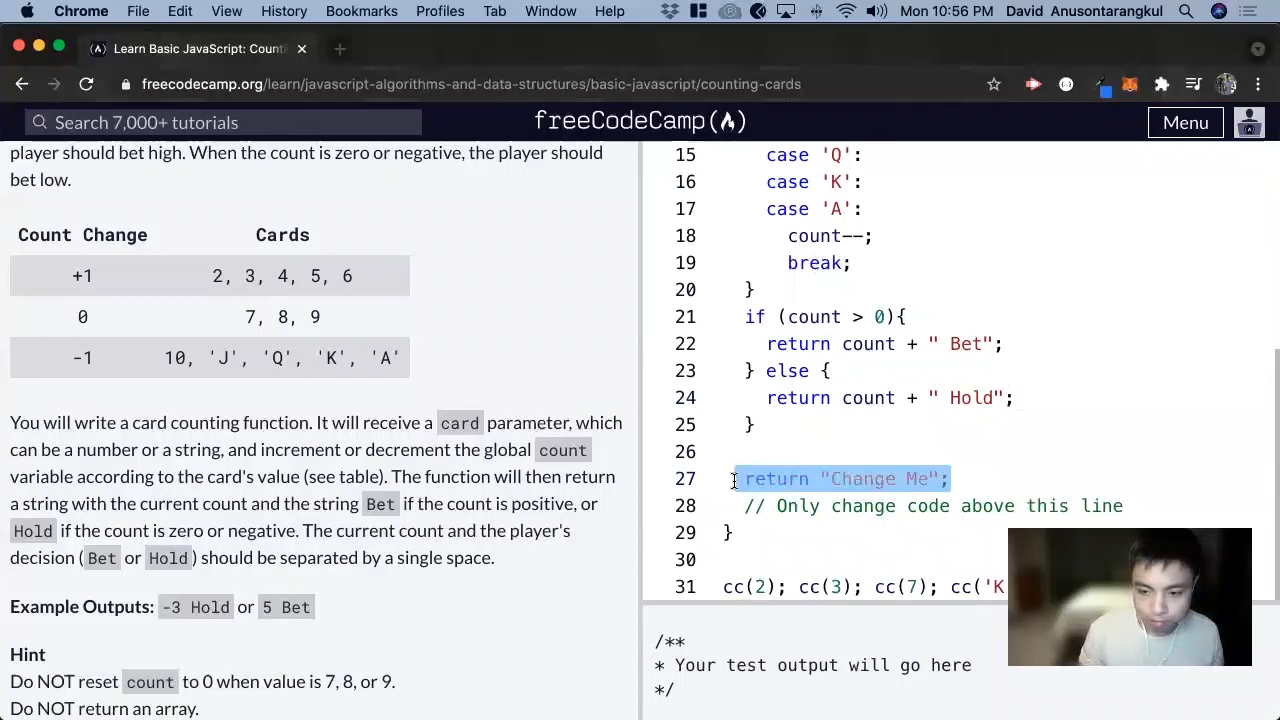 Chrome File Edit View History Bookmarks Profiles Tab Window Help Mon 10:56 PM David Anusontarangkul
Learn Basic JavaScript: Counti
freecodecamp.org/learn/javascript-algorithms-and-data-structures/basic-javascript/counting-cards
Search 7,000+ tutorials
freeCodeCamp
Menu
player should bet high. When the count is zero or negative, the player should
bet low.
Count Change Cards
+1 2, 3, 4, 5, 6
0 7, 8, 9
-1 10, 'J', 'Q', 'K', 'A'
You will write a card counting function. It will receive a card parameter, which
can be a number or a string, and increment or decrement the global count
variable according to the card's value (see table). The function will then return
a string with the current count and the string Bet if the count is positive, or
Hold if the count is zero or negative. The current count and the player's
decision (Bet or Hold) should be separated by a single space.
Example Outputs: -3 Hold or 5 Bet
Hint
Do NOT reset count to 0 when value is 7, 8, or 9.
Do NOT return an array.
15 case 'Q':
16 case 'K':
17 case 'A':
18 count--;
19 break;
20 }
21 if (count > 0){
22 return count + " Bet";
23 } else {
24 return count + " Hold";
25 }
26
27 return "Change Me";
28 // Only change code above this line
29 }
30
31 cc(2); cc(3); cc(7); cc('K
/**
* Your test output will go here
*/